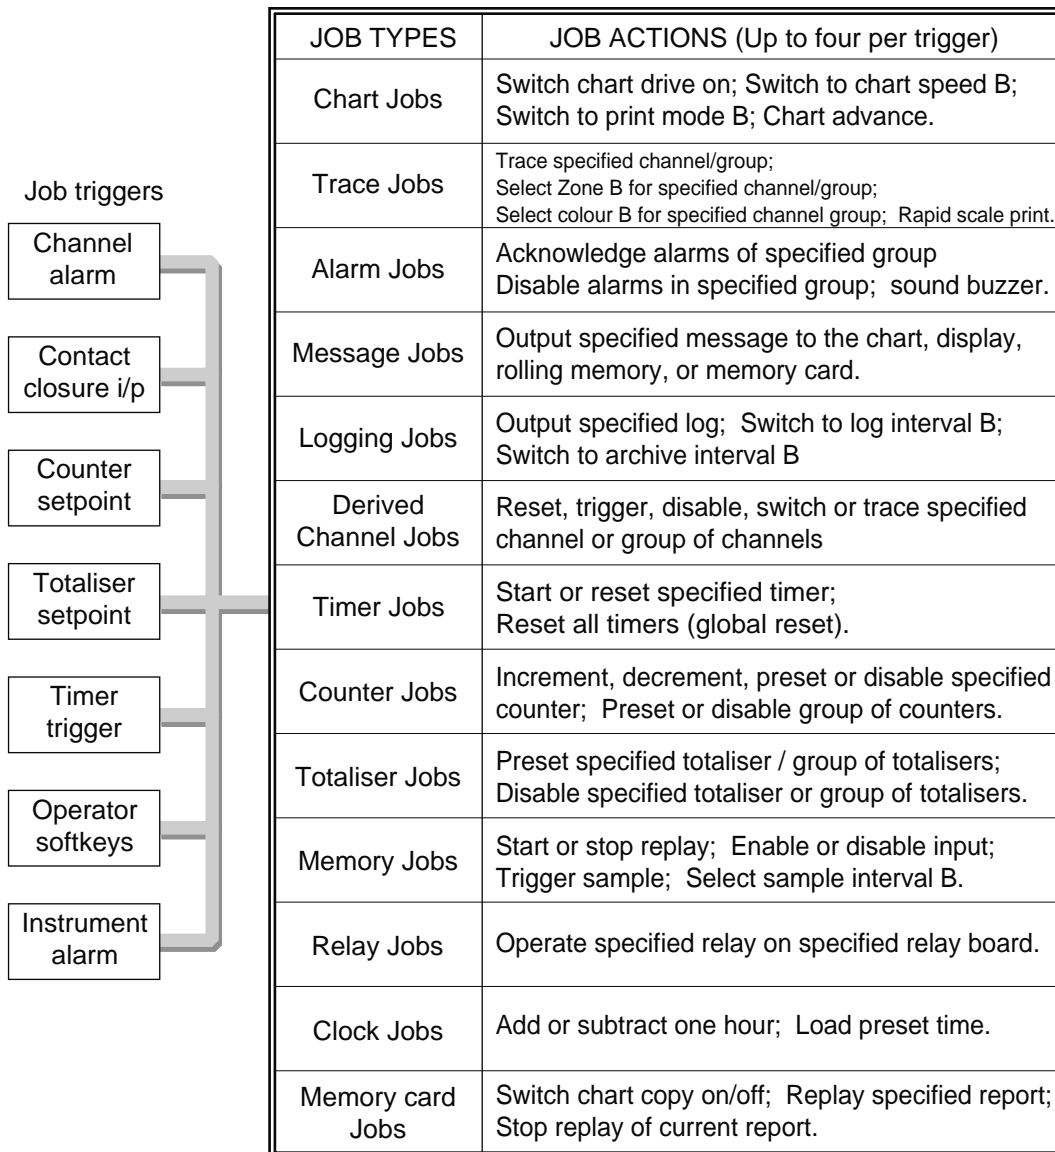 Job triggers
Channel
alarm
Contact
closure i/p
Counter
setpoint
Totaliser
setpoint
Timer
trigger
Operator
softkeys
Instrument
alarm
JOB TYPES
JOB ACTIONS (Up to four per trigger)
Chart Jobs
Switch chart drive on; Switch to chart speed B;
Switch to print mode B; Chart advance.
Trace Jobs
Trace specified channel/group;
Select Zone B for specified channel/group;
Select colour B for specified channel group; Rapid scale print.
Alarm Jobs
Acknowledge alarms of specified group
Disable alarms in specified group; sound buzzer.
Message Jobs
Output specified message to the chart, display,
rolling memory, or memory card.
Logging Jobs
Output specified log; Switch to log interval B;
Switch to archive interval B
Derived
Channel Jobs
Reset, trigger, disable, switch or trace specified
channel or group of channels
Timer Jobs
Start or reset specified timer;
Reset all timers (global reset).
Counter Jobs
Increment, decrement, preset or disable specified
counter; Preset or disable group of counters.
Totaliser Jobs
Preset specified totaliser / group of totalisers;
Disable specified totaliser or group of totalisers.
Memory Jobs
Start or stop replay; Enable or disable input;
Trigger sample; Select sample interval B.
Relay Jobs
Operate specified relay on specified relay board.
Clock Jobs
Add or subtract one hour; Load preset time.
Memory card
Jobs
Switch chart copy on/off; Replay specified report;
Stop replay of current report.